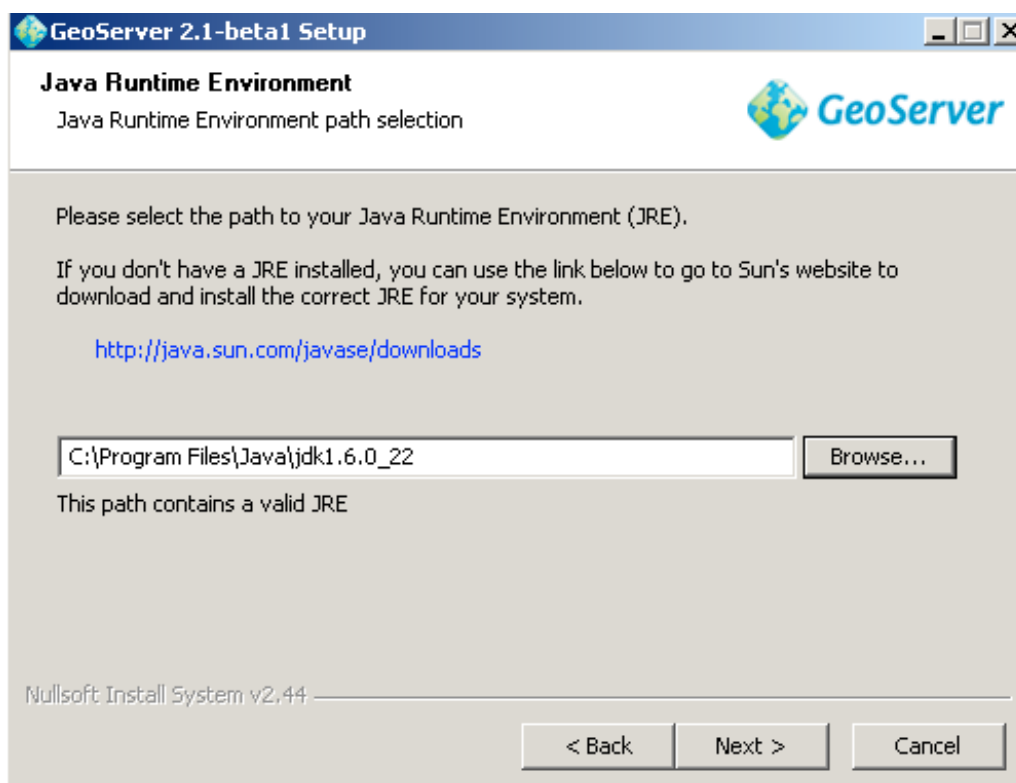 GeoServer 2.1-beta1 Setup
Java Runtime Environment
Java Runtime Environment path selection
GeoServer
Please select the path to your Java Runtime Environment (JRE).
If you don't have a JRE installed, you can use the link below to go to Sun's website to
download and install the correct JRE for your system.
http://java.sun.com/javase/downloads
C:\Program Files\Java\jdk1.6.0_22
Browse...
This path contains a valid JRE
Nullsoft Install System v2.44
< Back
Next >
Cancel